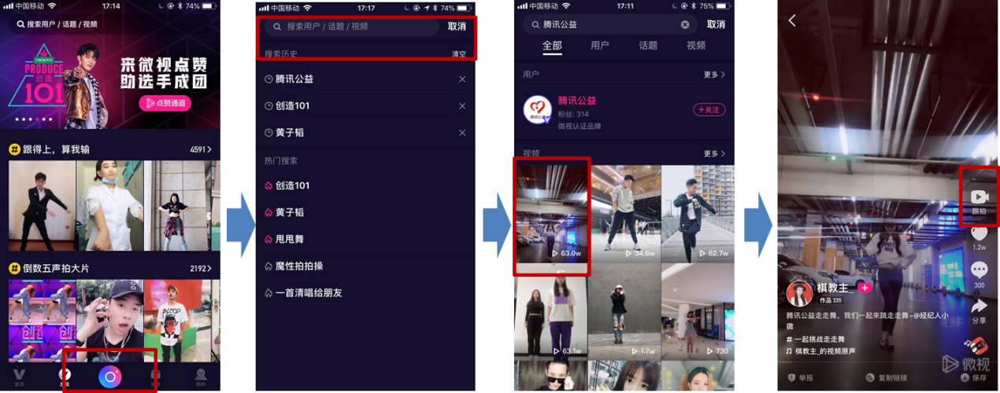 中国移动 17:14 74%
搜索用户 / 话题 / 视频
oppo
PRODUCE
创造
101
来微视点赞
助选手成团
点赞通道
跟得上，算我输 4591
倒数五声拍大片 2192
首页 发现 我的
中国移动 17:17 74%
搜索用户 / 话题 / 视频 取消
搜索历史 清空
腾讯公益
创造101
黄子韬
热门搜索
创造101
黄子韬
甩甩舞
魔性拍拍操
一首清唱给朋友
中国移动 17:11 75%
腾讯公益 取消
全部 用户 话题 视频
用户 更多
腾讯公益
腾讯公益
粉丝: 314
+关注
微视认证品牌
视频 更多
63.0w 34.6w 62.7w
63.1w 1.7w 730
跟拍
1.2w
300
分享
棋教主_
作品 335
腾讯公益走走舞，我们一起来跳走走舞~@经纪人小
微
# 一起挑战走走舞
棋教主_的视频原声
微视
举报 复制链接 保存